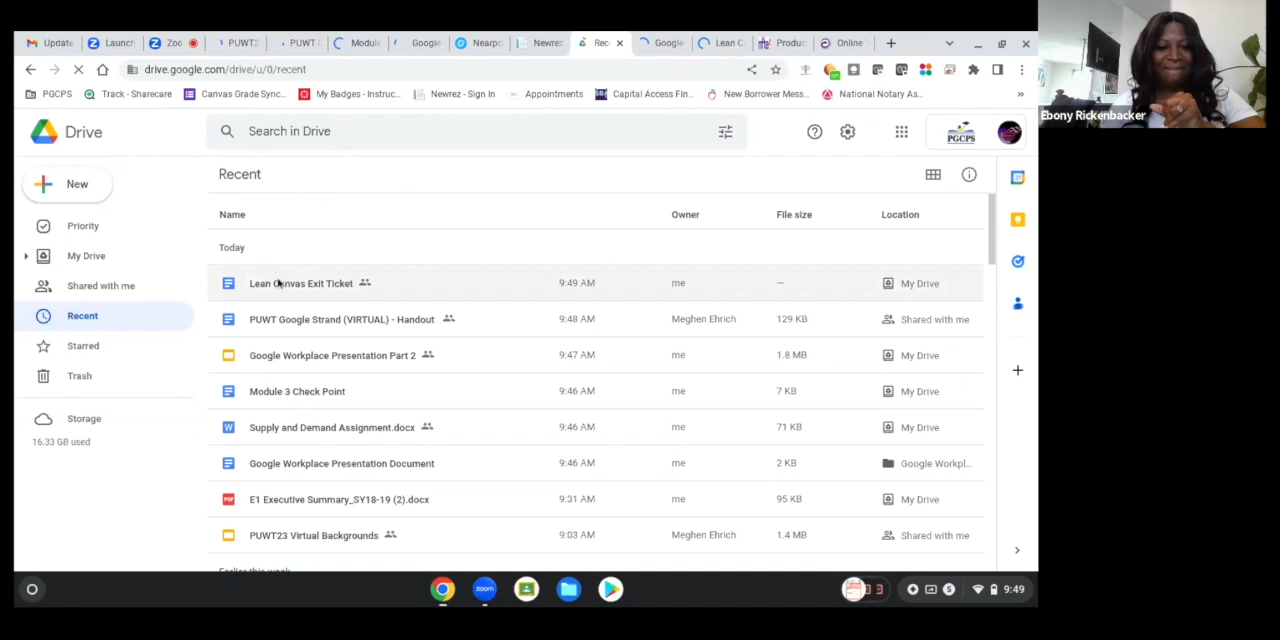 Update Launch Zoo PUWT2 PUWT Module Google Nearpo Newrez Rec Google Lean C Produc Online
drive.google.com/drive/u/0/recent
PGCPS Track - Sharecare Canvas Grade Sync... My Badges - Instruc... Newrez - Sign In Appointments Capital Access Fin... New Borrower Mess... National Notary As... »
Ebony Rickenbacker
Drive Search in Drive PGCPS
New Recent
Name Owner File size Location
Priority
Today
My Drive
Lean Canvas Exit Ticket 9:49 AM me — My Drive
Shared with me
Recent
PUWT Google Strand (VIRTUAL) - Handout 9:48 AM Meghen Ehrich 129 KB Shared with me
Starred
Google Workplace Presentation Part 2 9:47 AM me 1.8 MB My Drive
Trash
Module 3 Check Point 9:46 AM me 7 KB My Drive
Storage
Supply and Demand Assignment.docx 9:46 AM me 71 KB My Drive
16.33 GB used
Google Workplace Presentation Document 9:46 AM me 2 KB Google Workpl...
E1 Executive Summary_SY18-19 (2).docx 9:31 AM me 95 KB My Drive
PUWT23 Virtual Backgrounds 9:03 AM Meghen Ehrich 1.4 MB Shared with me
Earlier this week
zoom 5 9:49